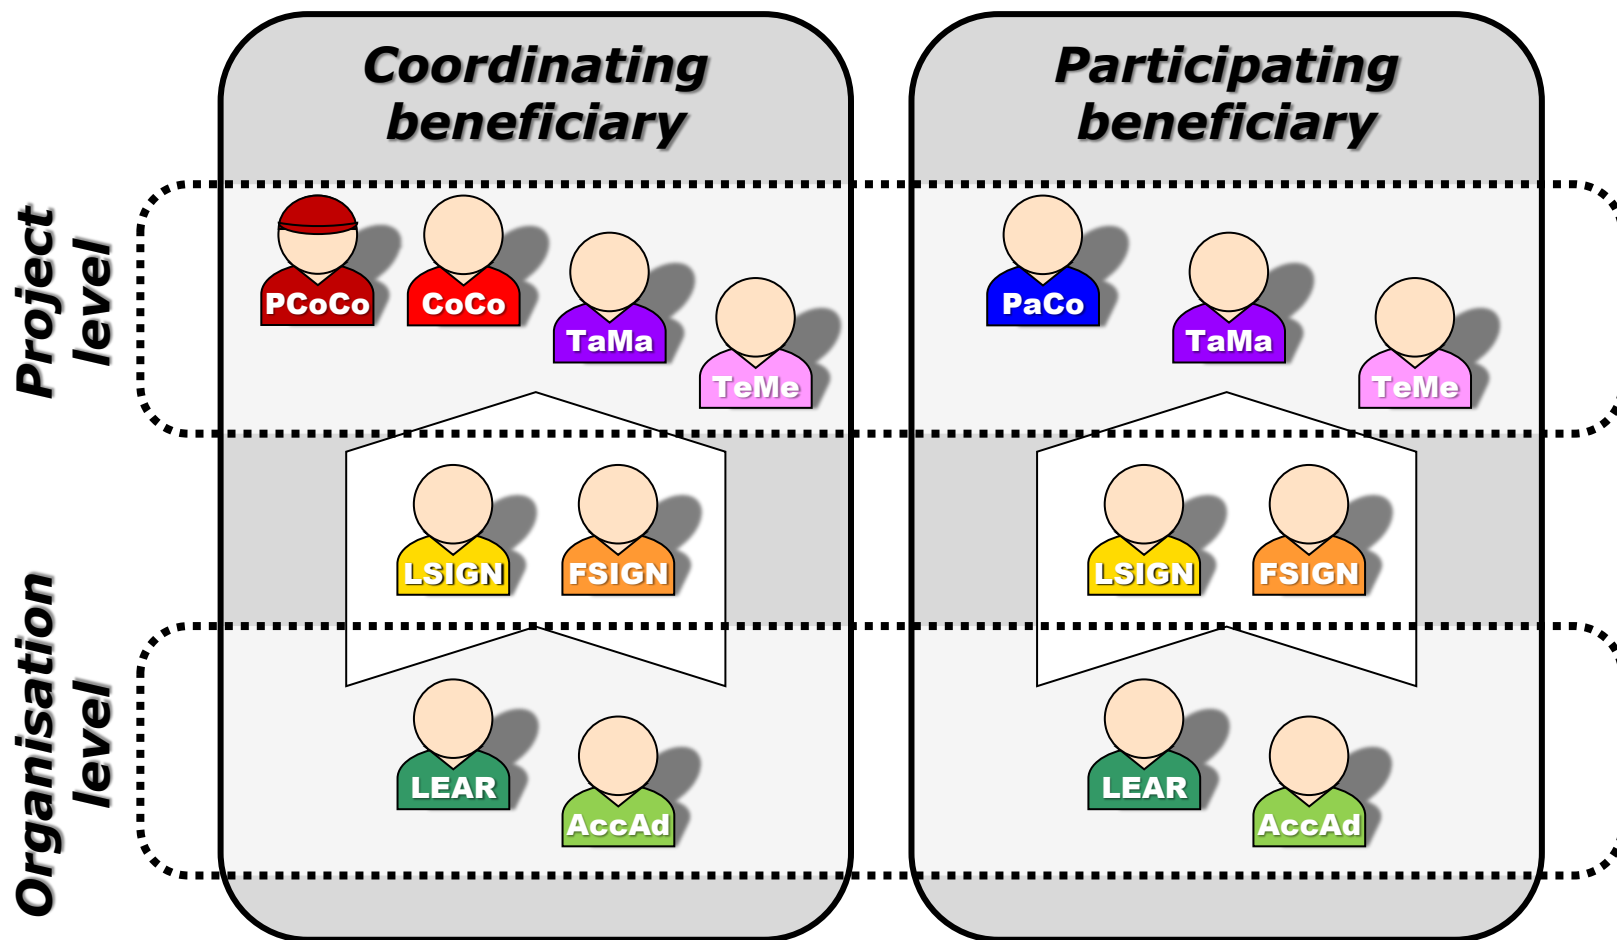 Coordinating
beneficiary
Participating
beneficiary
Project
level
PCoCo
CoCo
TaMa
TeMe
PaCo
TaMa
TeMe
LSIGN
FSIGN
LSIGN
FSIGN
Organisation
level
LEAR
AccAd
LEAR
AccAd